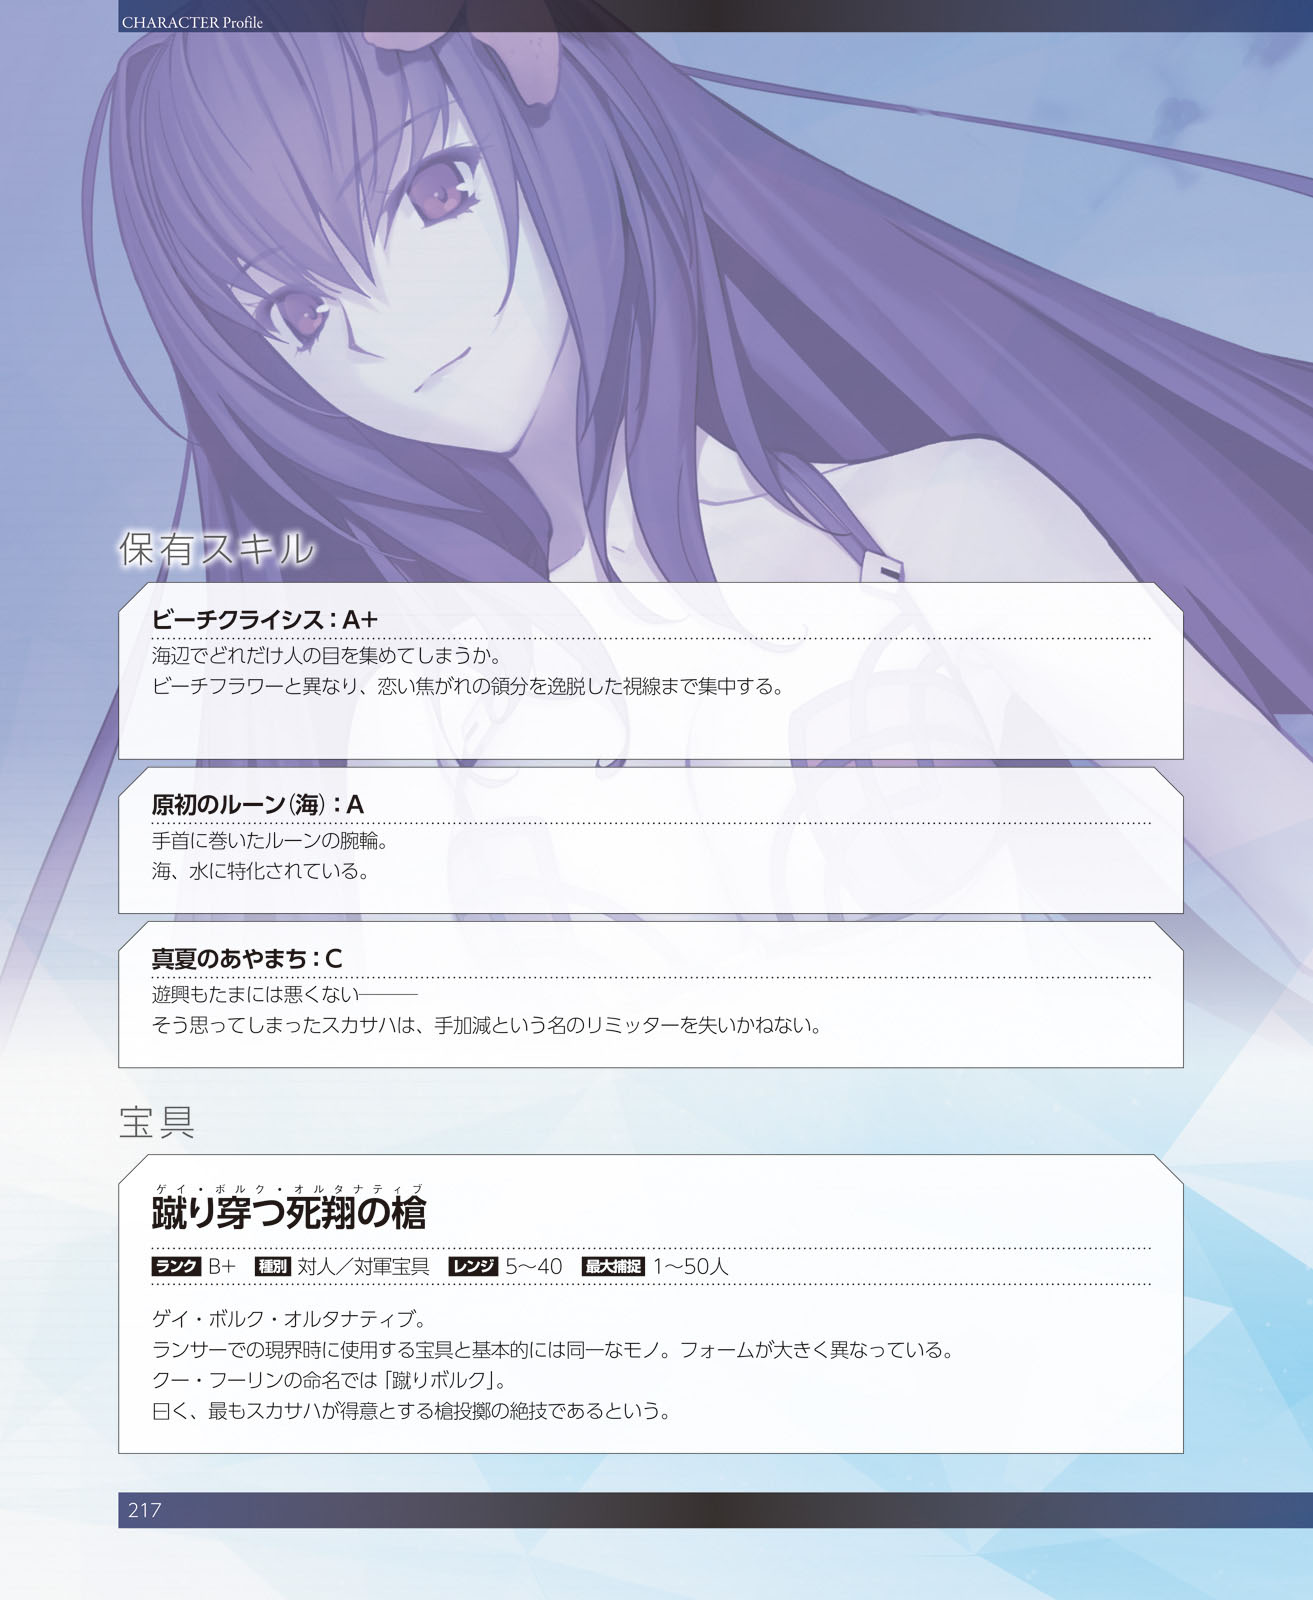 CHARACTER Profile
保有スキル
ビーチクライシス：A＋
海辺でどれだけ人の目を集めてしまうか。
ビーチフラワーと異なり、恋い焦がれの領分を逸脱した視線まで集中する。
原初のルーン（海）：A
手首に巻いたルーンの腕輪。
海、水に特化されている。
真夏のあやまち：C
遊興もたまには悪くない―――
そう思ってしまったスカサハは、手加減という名のリミッターを失いかねない。
宝具
ゲイ・ボルク・オルタナティブ
蹴り穿つ死翔の槍
ランク B＋ 種別 対人／対軍宝具 レンジ 5～40 最大捕捉 1～50人
ゲイ・ボルク・オルタナティブ。
ランサーでの現界時に使用する宝具と基本的には同一なモノ。フォームが大きく異なっている。
クー・フーリンの命名では「蹴りボルク」。
曰く、最もスカサハが得意とする槍投擲の絶技であるという。
217